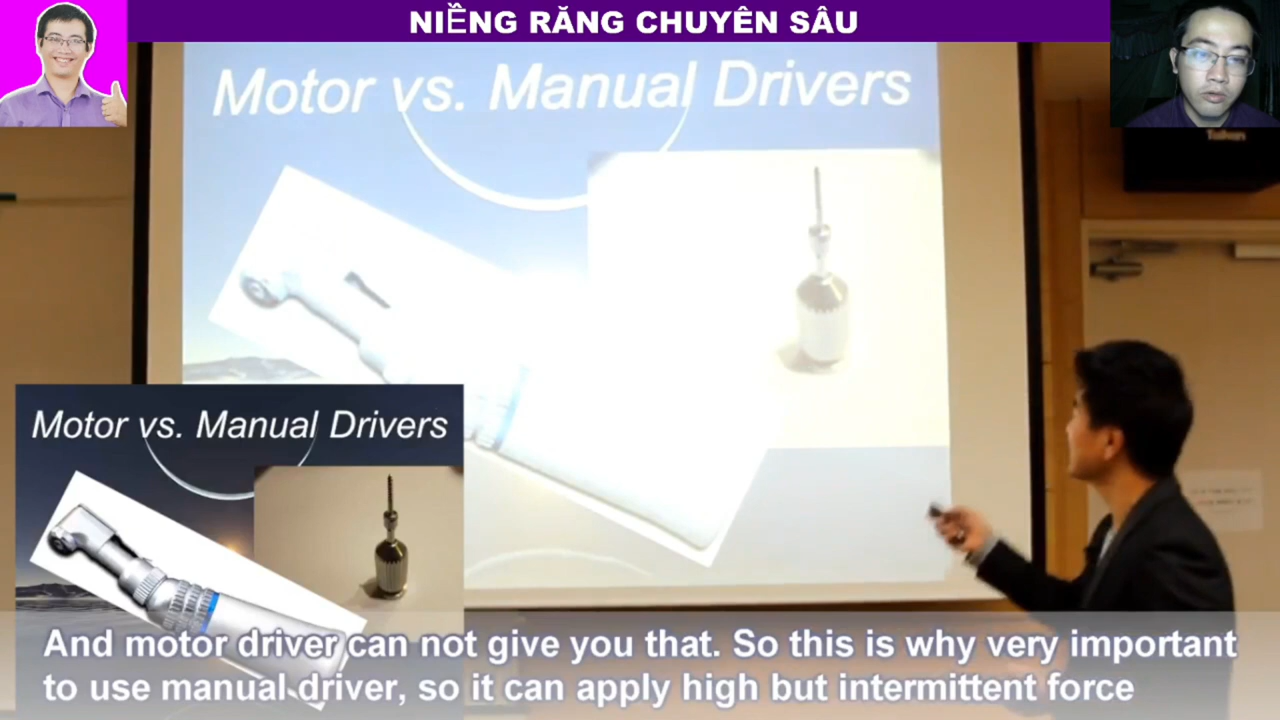 NIỀNG RĂNG CHUYÊN SÂU
Motor vs. Manual Drivers
Motor vs. Manual Drivers
And motor driver can not give you that. So this is why very important
to use manual driver, so it can apply high but intermittent force